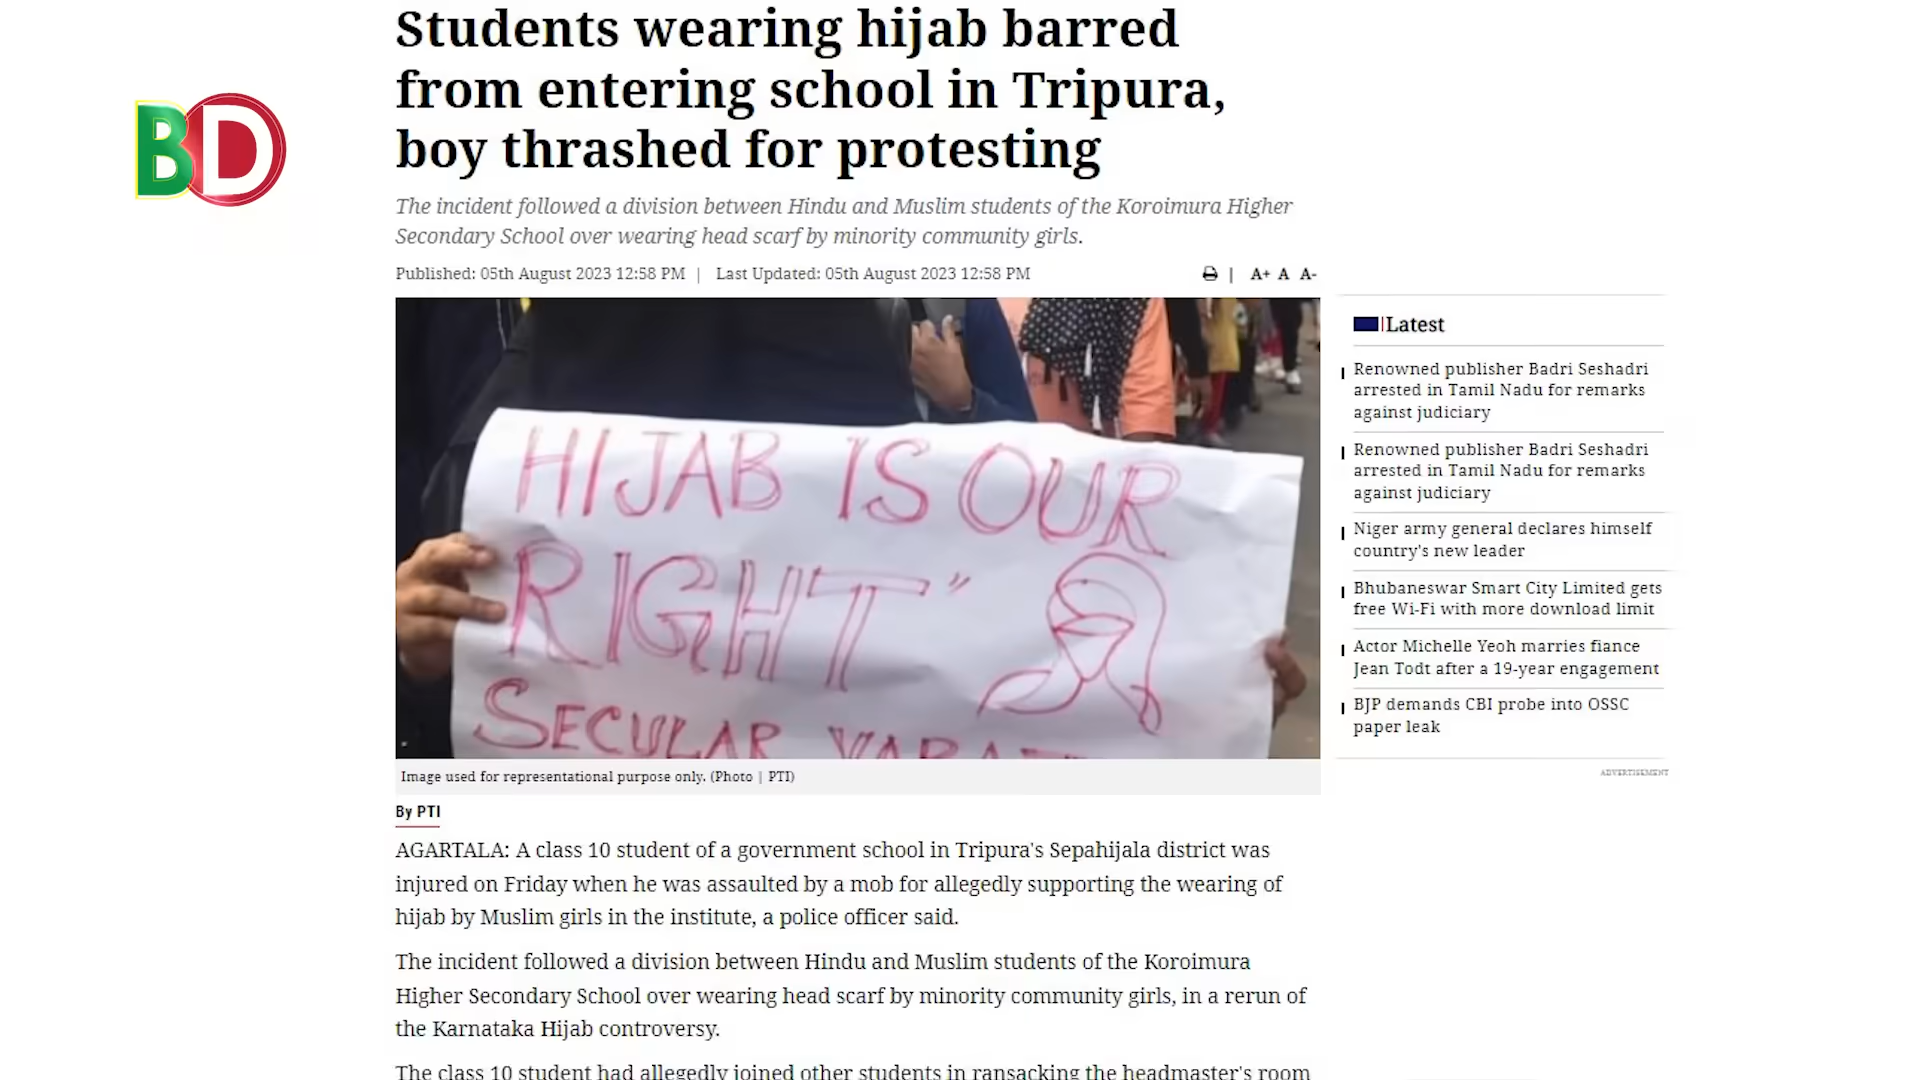 BD
Students wearing hijab barred
from entering school in Tripura,
boy thrashed for protesting
The incident followed a division between Hindu and Muslim students of the Koroimura Higher
Secondary School over wearing head scarf by minority community girls.
Published: 05th August 2023 12:58 PM | Last Updated: 05th August 2023 12:58 PM
| A+ A A-
HIJAB IS OUR
RIGHT"
SECULAR
Image used for representational purpose only. (Photo | PTI)
By PTI
AGARTALA: A class 10 student of a government school in Tripura's Sepahijala district was
injured on Friday when he was assaulted by a mob for allegedly supporting the wearing of
hijab by Muslim girls in the institute, a police officer said.
The incident followed a division between Hindu and Muslim students of the Koroimura
Higher Secondary School over wearing head scarf by minority community girls, in a rerun of
the Karnataka Hijab controversy.
The class 10 student had allegedly joined other students in ransacking the headmaster's room
Latest
Renowned publisher Badri Seshadri
arrested in Tamil Nadu for remarks
against judiciary
Renowned publisher Badri Seshadri
arrested in Tamil Nadu for remarks
against judiciary
Niger army general declares himself
country's new leader
Bhubaneswar Smart City Limited gets
free Wi-Fi with more download limit
Actor Michelle Yeoh marries fiance
Jean Todt after a 19-year engagement
BJP demands CBI probe into OSSC
paper leak
ADVERTISEMENT